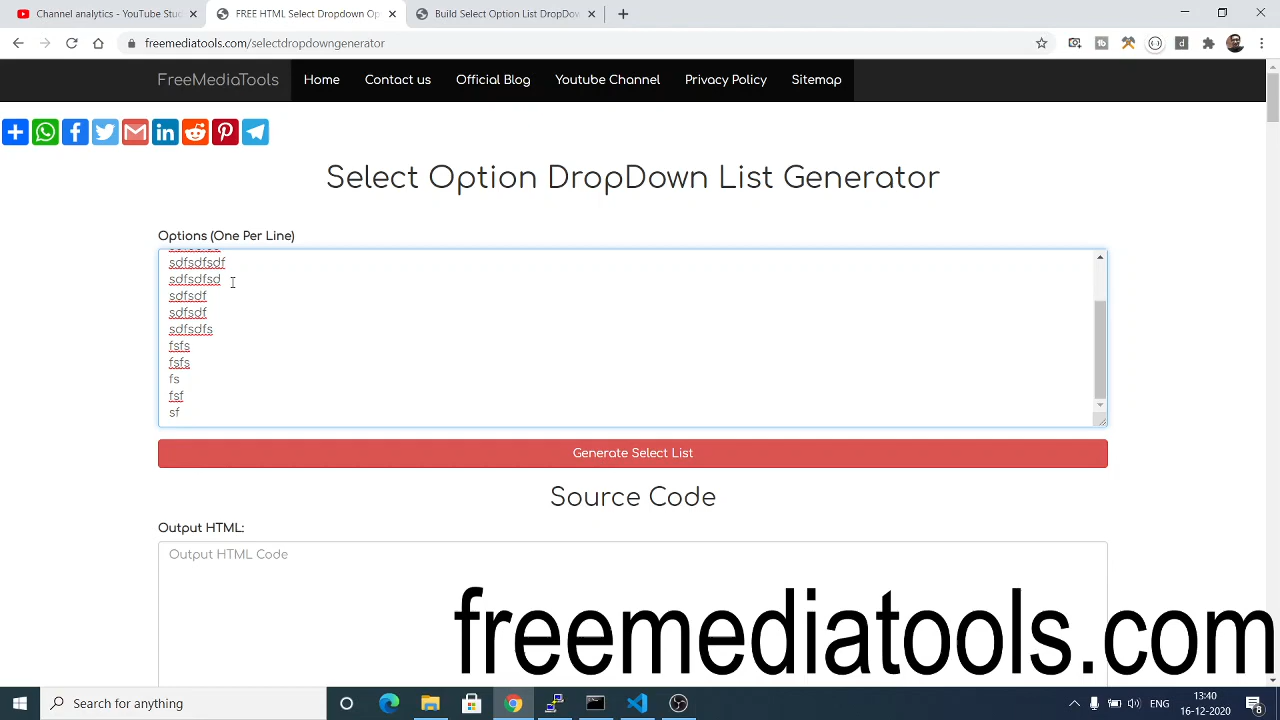 Channel analytics - YouTube Stu
FREE HTML Select Dropdown Op
Build Select Option List DropDow
freemediatools.com/selectdropdowngenerator
FreeMediaTools
Home
Contact us
Official Blog
Youtube Channel
Privacy Policy
Sitemap
Select Option DropDown List Generator
Options (One Per Line)
sdfsdfsdf
sdfsdfsd
sdfsdf
sdfsdf
sdfsdfs
fsfs
fsfs
fs
fsf
sf
Generate Select List
Source Code
Output HTML:
Output HTML Code
freemediatools.com
Search for anything
ENG
13:40
16-12-2020